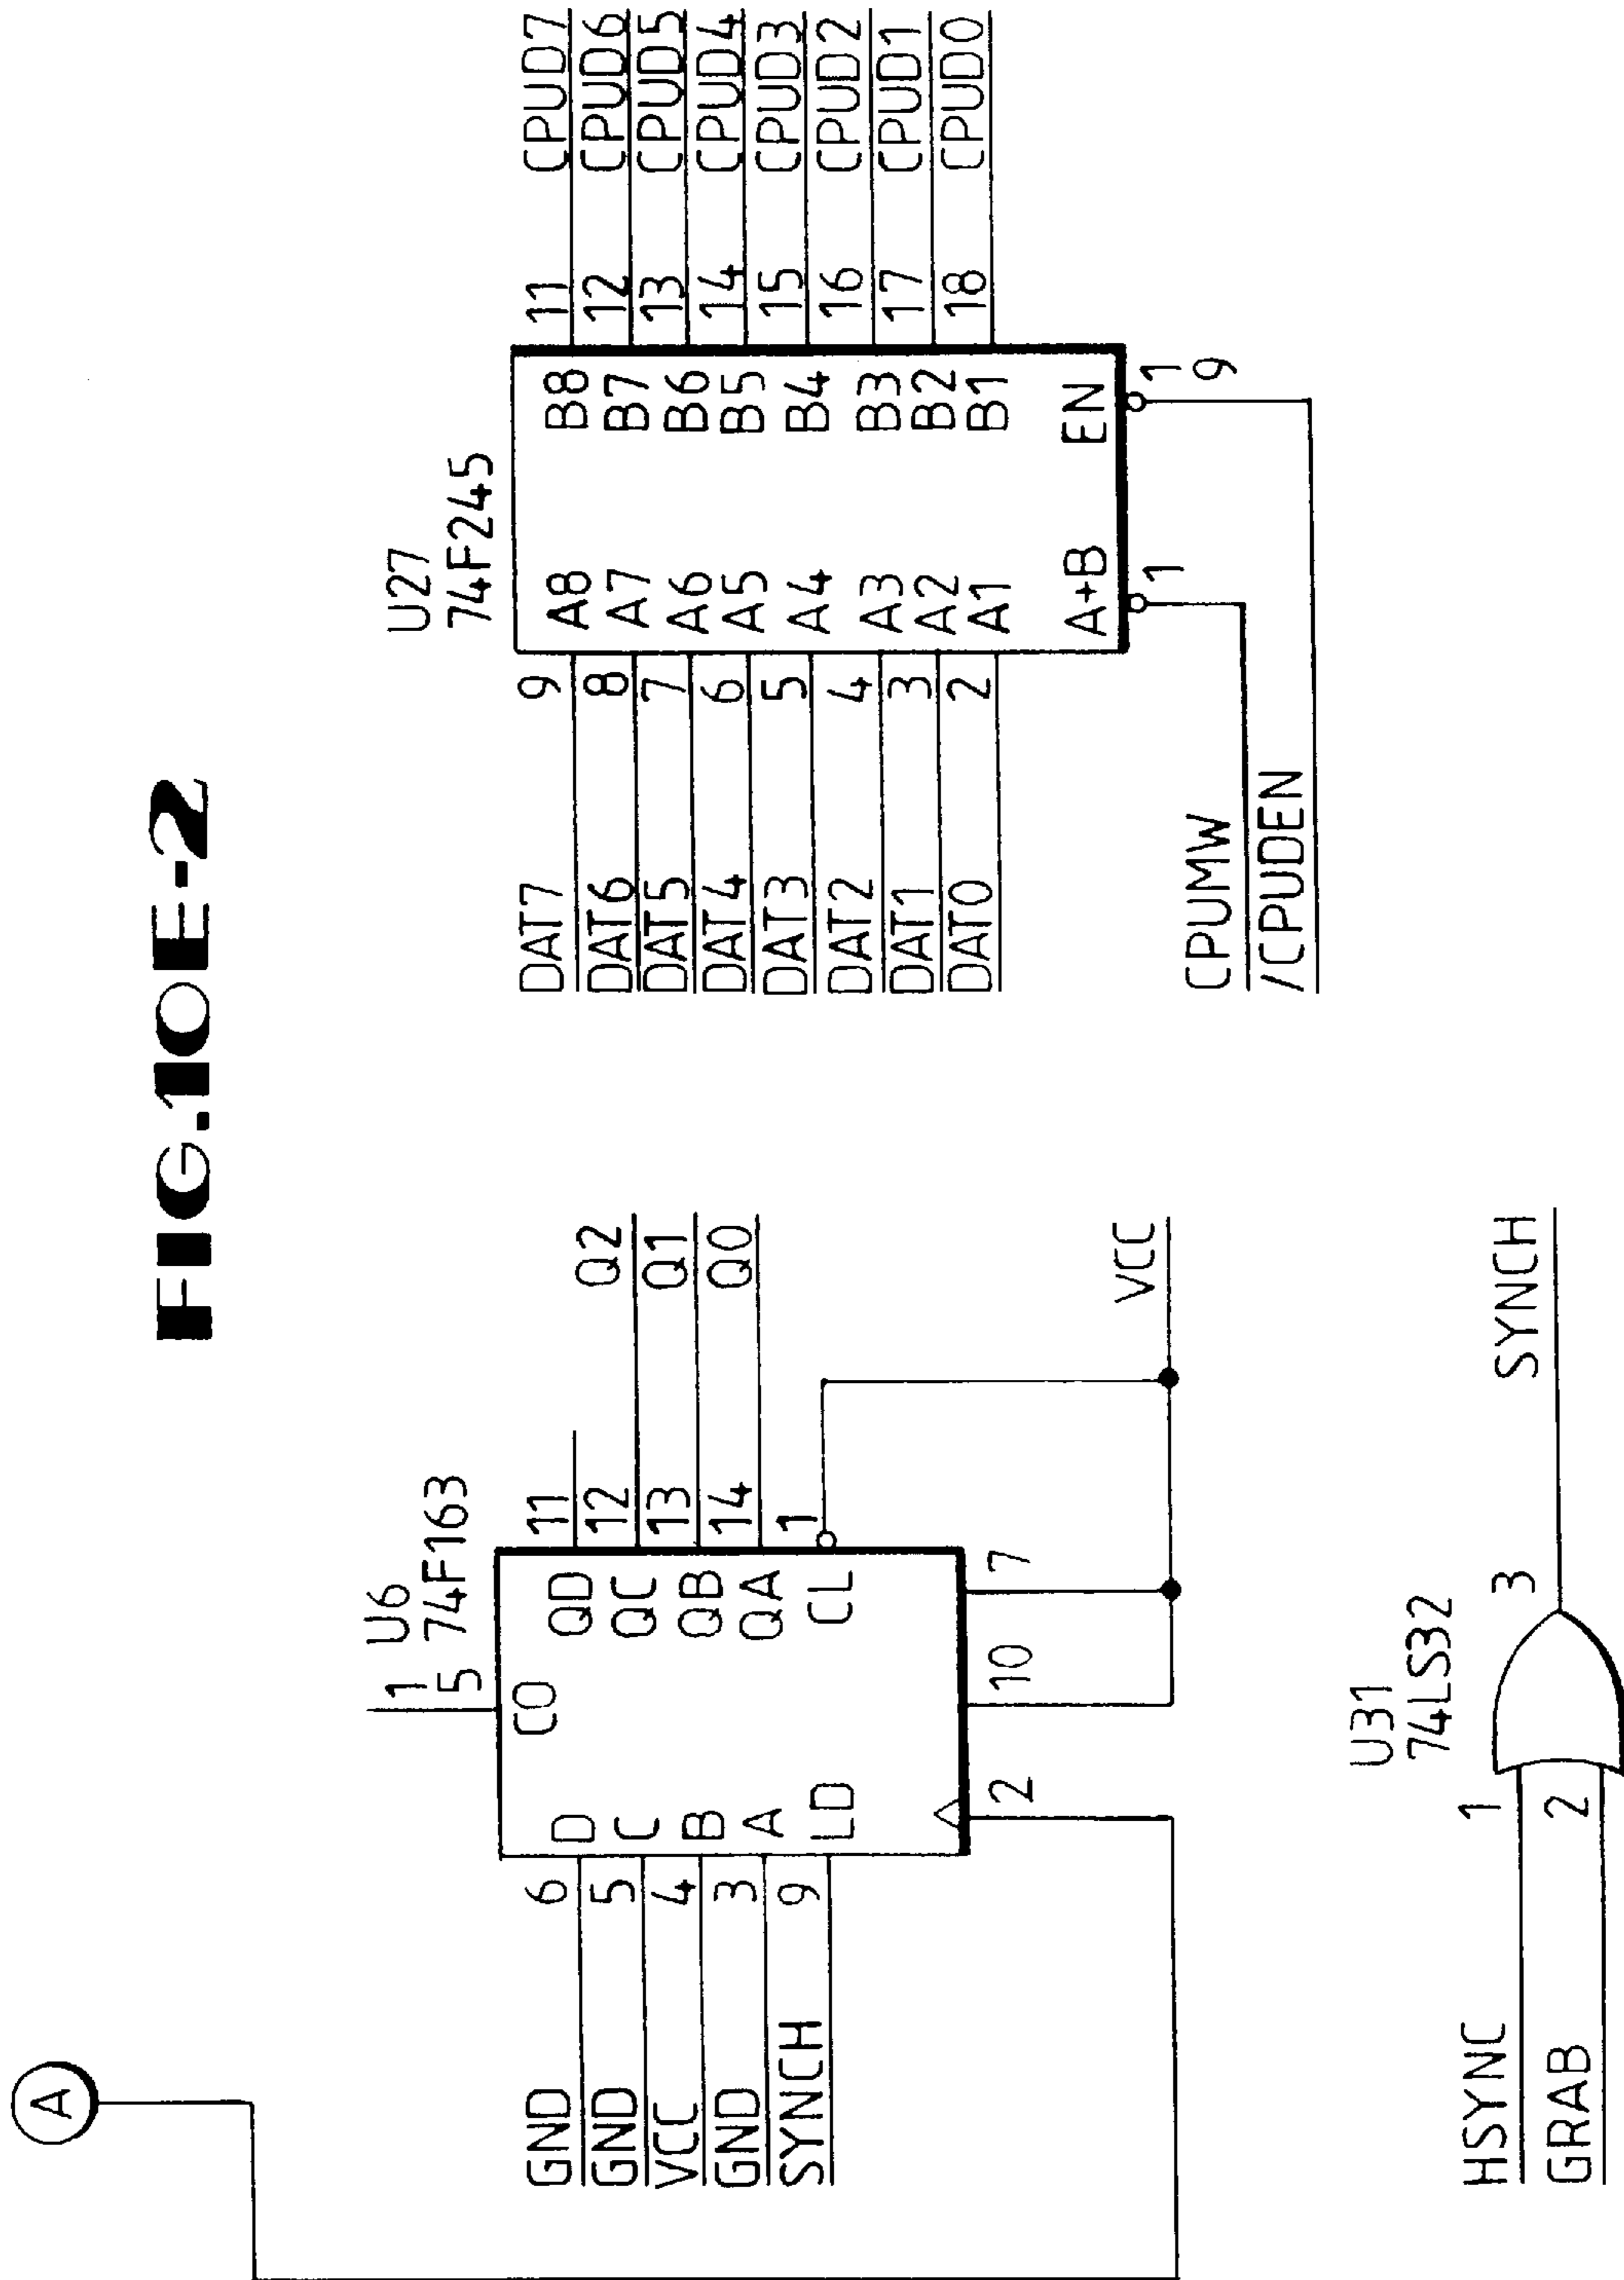 FIG.10E-2
A
U6
74F163
1
5
CO
GND 6 D
GND 5 C
VCC 4 B
GND 3 A
SYNCH 9 LD
QD 11
QC 12 Q2
QB 13 Q1
QA 14 Q0
CL 1
2 10 7
VCC
U31
74LS32
HSYNC 1
GRAB 2
3 SYNCH
U27
74F245
DAT7 9 A8 B8 11 CPUD7
DAT6 8 A7 B7 12 CPUD6
DAT5 7 A6 B6 13 CPUD5
DAT4 6 A5 B5 14 CPUD4
DAT3 5 A4 B4 15 CPUD3
DAT2 4 A3 B3 16 CPUD2
DAT1 3 A2 B2 17 CPUD1
DAT0 2 A1 B1 18 CPUD0
A+B EN
1 1
9
CPUMW
/CPUDEN